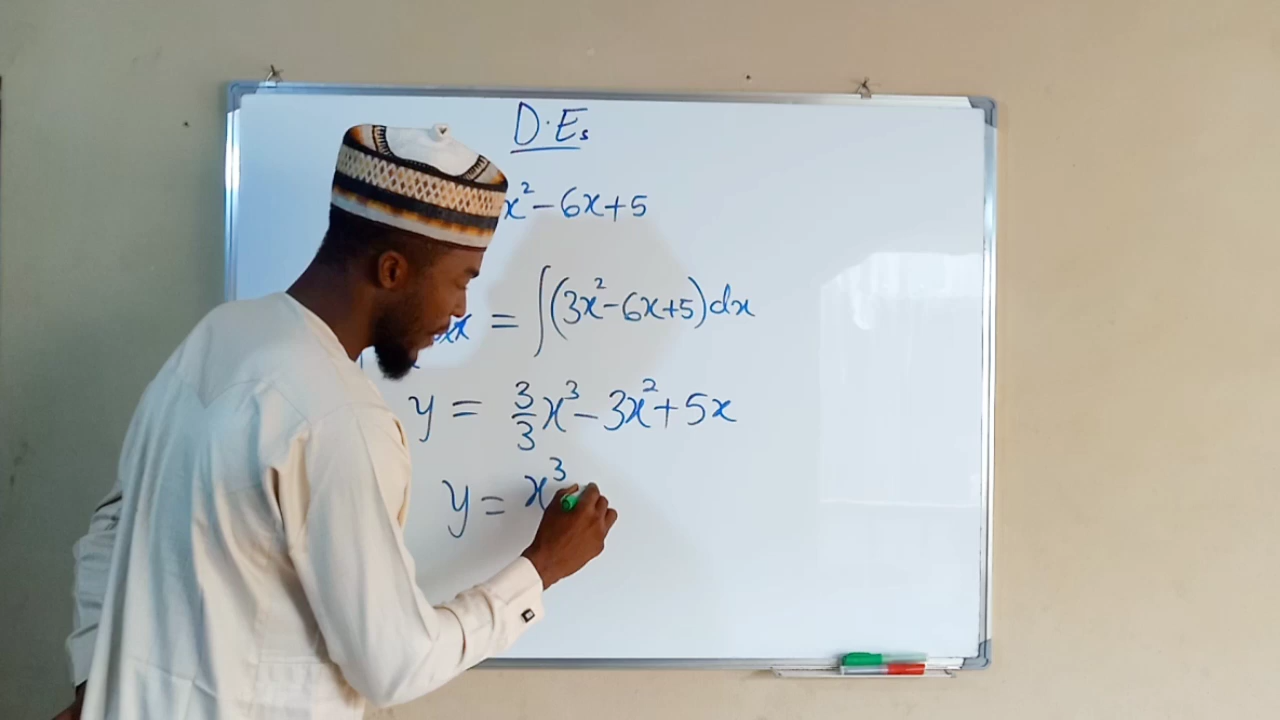 D.Es
x² - 6x + 5
= ∫(3x² - 6x + 5) dx
y = 3/3 x³ - 3x² + 5x
y = x³